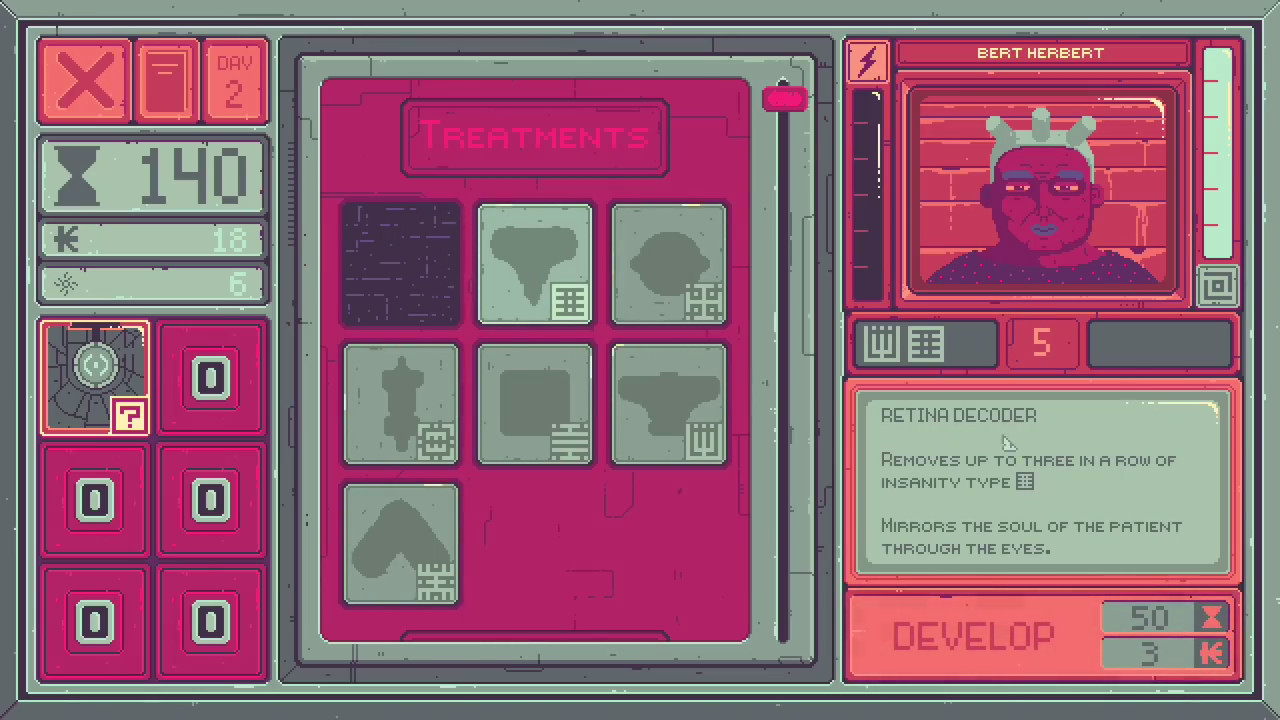 DAY
2
140
18
6
?
0
0
0
0
0
TREATMENTS
BERT HERBERT
5
RETINA DECODER
REMOVES UP TO THREE IN A ROW OF
INSANITY TYPE
MIRRORS THE SOUL OF THE PATIENT
THROUGH THE EYES.
DEVELOP
50
3